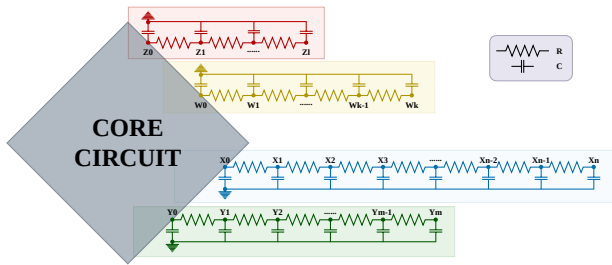 Z0 Z1 ...... Zl
W0 W1 ...... Wk-1 Wk
R
C
CORE
CIRCUIT
X0 X1 X2 X3 ...... Xn-2 Xn-1 Xn
Y0 Y1 Y2 ...... Ym-1 Ym